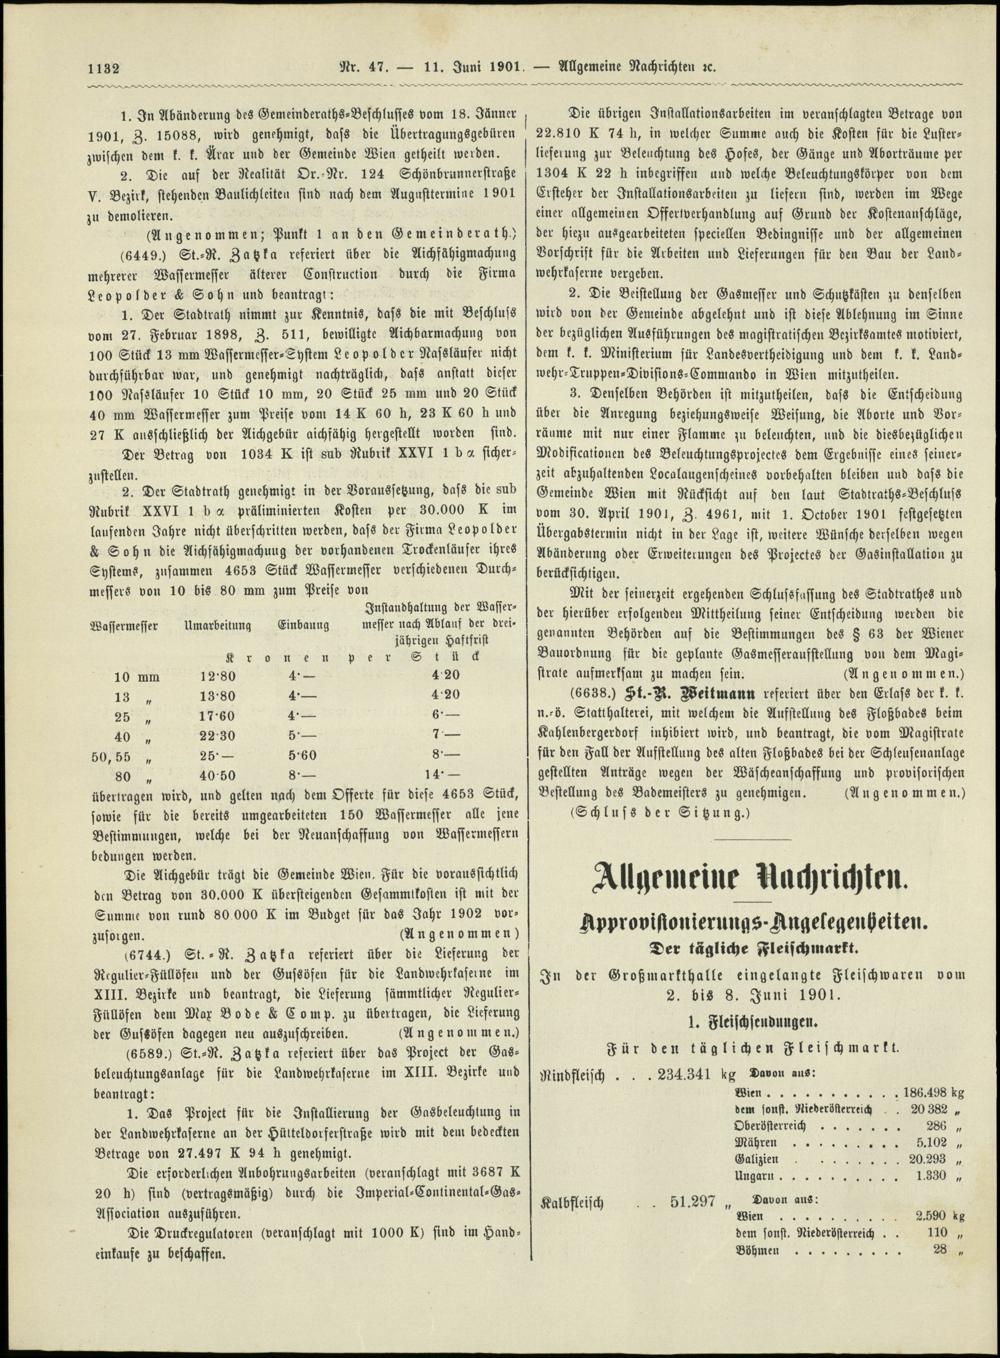 1132
Nr. 47. — 11. Juni 1901. — Allgemeine Nachrichten ꝛc.
1. In Abänderung des Gemeinderaths-Beschlusses vom 18. Jänner
1901, Z. 15088, wird genehmigt, dass die Übertragungsgebüren
zwischen dem k. k. Ärar und der Gemeinde Wien getheilt werden.
2. Die auf der Realität Or.-Nr. 124 Schönbrunnerstraße
V. Bezirk, stehenden Baulichkeiten sind nach dem Augusttermine 1901
zu demolieren.
(Angenommen; Punkt 1 an den Gemeinderath.)
(6449.) St.-R. Zatzka referiert über die Aichfähigmachung
mehrerer Wassermesser älterer Construction durch die Firma
Leopolder & Sohn und beantragt:
1. Der Stadtrath nimmt zur Kenntnis, dass die mit Beschluss
vom 27. Februar 1898, Z. 511, bewilligte Aichbarmachung von
100 Stück 13 mm Wassermesser-System Leopolder Nassläufer nicht
durchführbar war, und genehmigt nachträglich, dass anstatt dieser
100 Nassläufer 10 Stück 10 mm, 20 Stück 25 mm und 20 Stück
40 mm Wassermesser zum Preise vom 14 K 60 h, 23 K 60 h und
27 K ausschließlich der Aichgebür aichfähig hergestellt worden sind.
Der Betrag von 1034 K ist sub Rubrik XXVI 1 b α sicher-
zustellen.
2. Der Stadtrath genehmigt in der Voraussetzung, dass die sub
Rubrik XXVI 1 b α präliminierten Kosten per 30.000 K im
laufenden Jahre nicht überschritten werden, dass der Firma Leopolder
& Sohn die Aichfähigmachung der vorhandenen Trockenläufer ihres
Systems, zusammen 4653 Stück Wassermesser verschiedenen Durch-
messers von 10 bis 80 mm zum Preise von
Wassermesser Umarbeitung Einbauung Instandhaltung der Wasser-
messer nach Ablauf der drei-
jährigen Haftfrist
Kronen per Stück
10 mm 12·80 4·— 4 20
13 „ 13·80 4·— 4·20
25 „ 17·60 4·— 6·—
40 „ 22 30 5·— 7·—
50, 55 „ 25·— 5·60 8·—
80 „ 40·50 8·— 14·—
übertragen wird, und gelten nach dem Offerte für diese 4653 Stück,
sowie für die bereits umgearbeiteten 150 Wassermesser alle jene
Bestimmungen, welche bei der Neuanschaffung von Wassermessern
bedungen werden.
Die Aichgebür trägt die Gemeinde Wien. Für die voraussichtlich
den Betrag von 30.000 K übersteigenden Gesammtkosten ist mit der
Summe von rund 80 000 K im Budget für das Jahr 1902 vor-
zusorgen. (Angenommen)
(6744.) St.-R. Zatzka referiert über die Lieferung der
Regulier-Füllöfen und der Gussöfen für die Landwehrkaserne im
XIII. Bezirke und beantragt, die Lieferung sämmtlicher Regulier-
Füllöfen dem Max Bode & Comp. zu übertragen, die Lieferung
der Gussöfen dagegen neu auszuschreiben. (Angenommen.)
(6589.) St.-R. Zatzka referiert über das Project der Gas-
beleuchtungsanlage für die Landwehrkaserne im XIII. Bezirke und
beantragt:
1. Das Project für die Installierung der Gasbeleuchtung in
der Landwehrkaserne an der Hütteldorferstraße wird mit dem bedeckten
Betrage von 27.497 K 94 h genehmigt.
Die erforderlichen Anbohrungsarbeiten (veranschlagt mit 3687 K
20 h) sind (vertragsmäßig) durch die Imperial-Continental-Gas-
Association auszuführen.
Die Druckregulatoren (veranschlagt mit 1000 K) sind im Hand-
einkaufe zu beschaffen.
Die übrigen Installationsarbeiten im veranschlagten Betrage von
22.810 K 74 h, in welcher Summe auch die Kosten für die Luster-
lieferung zur Beleuchtung des Hofes, der Gänge und Aborträume per
1304 K 22 h inbegriffen und welche Beleuchtungskörper von dem
Ersteher der Installationsarbeiten zu liefern sind, werden im Wege
einer allgemeinen Offertverhandlung auf Grund der Kostenanschläge,
der hiezu ausgearbeiteten speciellen Bedingnisse und der allgemeinen
Vorschrift für die Arbeiten und Lieferungen für den Bau der Land-
wehrkaserne vergeben.
2. Die Beistellung der Gasmesser und Schutzkästen zu denselben
wird von der Gemeinde abgelehnt und ist diese Ablehnung im Sinne
der bezüglichen Ausführungen des magistratischen Bezirksamtes motiviert,
dem k. k. Ministerium für Landesvertheidigung und dem k. k. Land-
wehr-Truppen-Divisions-Commando in Wien mitzutheilen.
3. Denselben Behörden ist mitzutheilen, dass die Entscheidung
über die Anregung beziehungsweise Weisung, die Aborte und Vor-
räume mit nur einer Flamme zu beleuchten, und die diesbezüglichen
Modificationen des Beleuchtungsprojectes dem Ergebnisse eines seiner-
zeit abzuhaltenden Localaugenscheines vorbehalten bleiben und dass die
Gemeinde Wien mit Rücksicht auf den laut Stadtraths-Beschluss
vom 30. April 1901, Z. 4961, mit 1. October 1901 festgesetzten
Übergabstermin nicht in der Lage ist, weitere Wünsche derselben wegen
Abänderung oder Erweiterungen des Projectes der Gasinstallation zu
berücksichtigen.
Mit der seinerzeit ergehenden Schlussfassung des Stadtrathes und
der hierüber erfolgenden Mittheilung seiner Entscheidung werden die
genannten Behörden auf die Bestimmungen des § 63 der Wiener
Bauordnung für die geplante Gasmesseraufstellung von dem Magi-
strate aufmerksam zu machen sein. (Angenommen.)
(6638.) St.-R. Weitmann referiert über den Erlass der k. k.
n.-ö. Statthalterei, mit welchem die Aufstellung des Floßbades beim
Kahlenbergerdorf inhibiert wird, und beantragt, die vom Magistrate
für den Fall der Aufstellung des alten Floßbades bei der Schleusenanlage
gestellten Anträge wegen der Wäscheanschaffung und provisorischen
Bestellung des Bademeisters zu genehmigen. (Angenommen.)
(Schluss der Sitzung.)
Allgemeine Nachrichten.
Approvisionierungs-Angelegenheiten.
Der tägliche Fleischmarkt.
In der Großmarkthalle eingelangte Fleischwaren vom
2. bis 8. Juni 1901.
1. Fleischsendungen.
Für den täglichen Fleischmarkt.
Rindfleisch . . . 234.341 kg Davon aus:
Wien . . . . . . . . . . . 186.498 kg
dem sonst. Niederösterreich . . 20 382 „
Oberösterreich . . . . . . . 286 „
Mähren . . . . . . . . . 5.102 „
Galizien . . . . . . . . 20.293 „
Ungarn . . . . . . . . . . 1.330 „
Kalbfleisch . . 51.297 „ Davon aus:
Wien . . . . . . . . . . 2.590 kg
dem sonst. Niederösterreich . . 110 „
Böhmen . . . . . . . . . 28 „